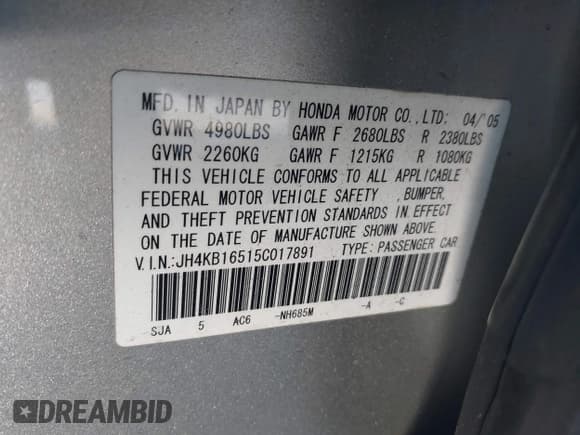 MFD. IN JAPAN BY HONDA MOTOR CO., LTD: 04/'05
GVWR 4980LBS GAWR F 2680LBS R 2380LBS
GVWR 2260KG GAWR F 1215KG R 1080KG
THIS VEHICLE CONFORMS TO ALL APPLICABLE
FEDERAL MOTOR VEHICLE SAFETY , BUMPER,
AND THEFT PREVENTION STANDARDS IN EFFECT
ON THE DATE OF MANUFACTURE SHOWN ABOVE.
V.I.N.:JH4KB16515C017891 TYPE: PASSENGER CAR
SJA 5 AC6 -NH685M -A -C
DREAMBID